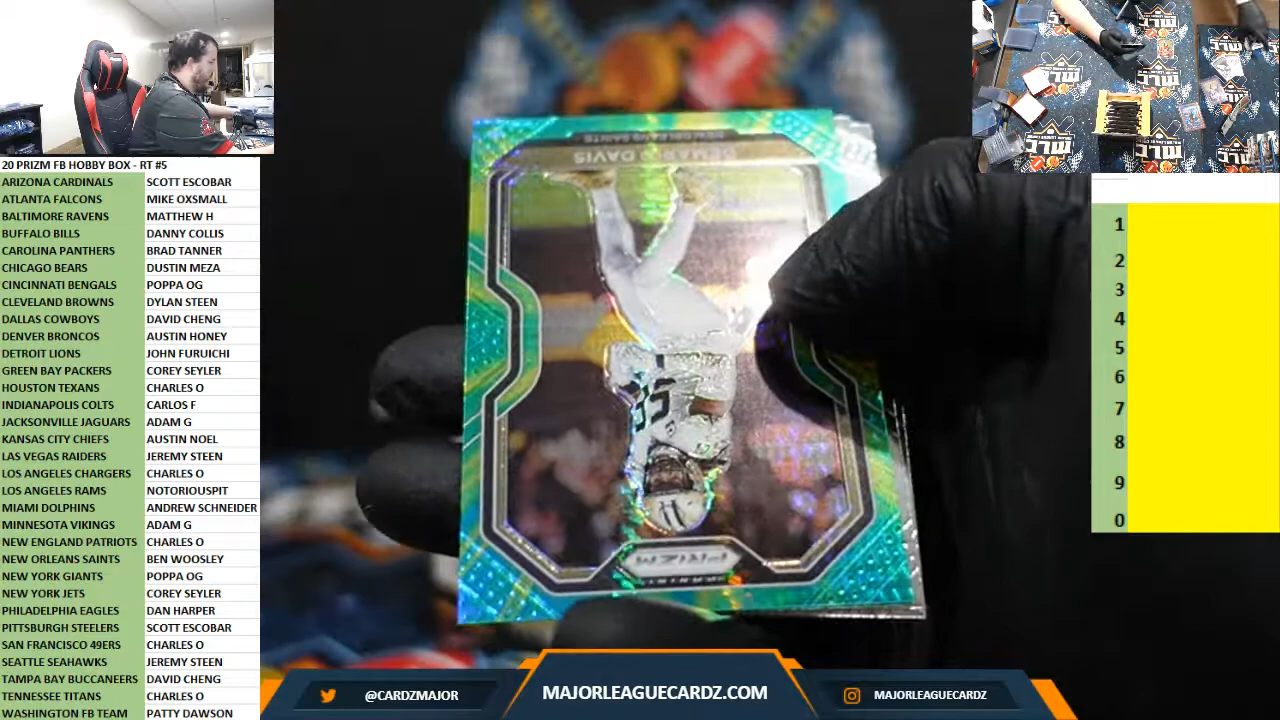 20 PRIZM FB HOBBY BOX - RT #5
ARIZONA CARDINALS SCOTT ESCOBAR
ATLANTA FALCONS MIKE OXSMALL
BALTIMORE RAVENS MATTHEW H
BUFFALO BILLS DANNY COLLIS
CAROLINA PANTHERS BRAD TANNER
CHICAGO BEARS DUSTIN MEZA
CINCINNATI BENGALS POPPA OG
CLEVELAND BROWNS DYLAN STEEN
DALLAS COWBOYS DAVID CHENG
DENVER BRONCOS AUSTIN HONEY
DETROIT LIONS JOHN FURUICHI
GREEN BAY PACKERS COREY SEYLER
HOUSTON TEXANS CHARLES O
INDIANAPOLIS COLTS CARLOS F
JACKSONVILLE JAGUARS ADAM G
KANSAS CITY CHIEFS AUSTIN NOEL
LAS VEGAS RAIDERS JEREMY STEEN
LOS ANGELES CHARGERS CHARLES O
LOS ANGELES RAMS NOTORIOUSPIT
MIAMI DOLPHINS ANDREW SCHNEIDER
MINNESOTA VIKINGS ADAM G
NEW ENGLAND PATRIOTS CHARLES O
NEW ORLEANS SAINTS BEN WOOSLEY
NEW YORK GIANTS POPPA OG
NEW YORK JETS COREY SEYLER
PHILADELPHIA EAGLES DAN HARPER
PITTSBURGH STEELERS SCOTT ESCOBAR
SAN FRANCISCO 49ERS CHARLES O
SEATTLE SEAHAWKS JEREMY STEEN
TAMPA BAY BUCCANEERS DAVID CHENG
TENNESSEE TITANS CHARLES O
WASHINGTON FB TEAM PATTY DAWSON
NEW ORLEANS SAINTS
DEMARIO DAVIS
PRIZM
PANINI
1
2
3
4
5
6
7
8
9
0
@CARDZMAJOR
MAJORLEAGUECARDZ.COM
MAJORLEAGUECARDZ